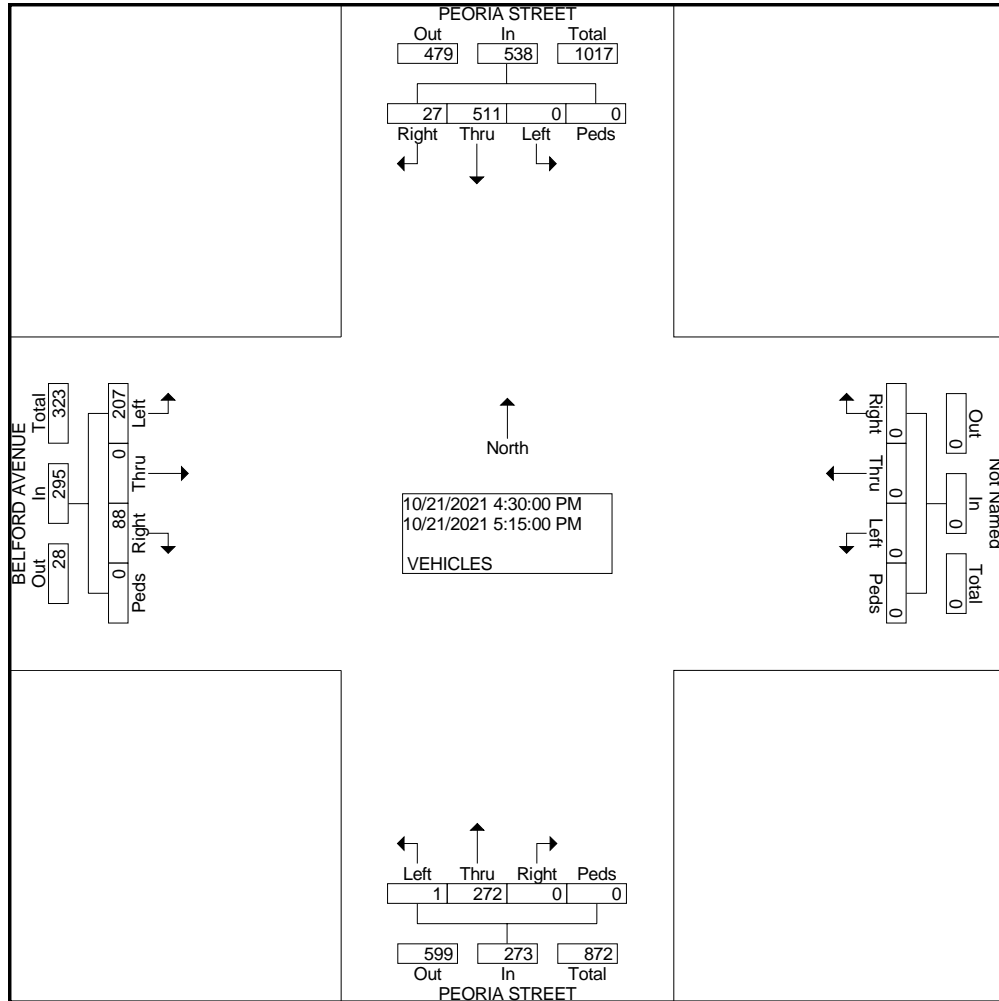 PEORIA STREET
Out In Total
479 538 1017
27 511 0 0
Right Thru Left Peds
BELFORD AVENUE
Total In Out
323 295 28
207 0 88 0
Left Thru Right Peds
North
10/21/2021 4:30:00 PM
10/21/2021 5:15:00 PM
VEHICLES
Right Thru Left Peds
0 0 0 0
Out In Total
0 0 0
Not Named
Left Thru Right Peds
1 272 0 0
599 273 872
Out In Total
PEORIA STREET